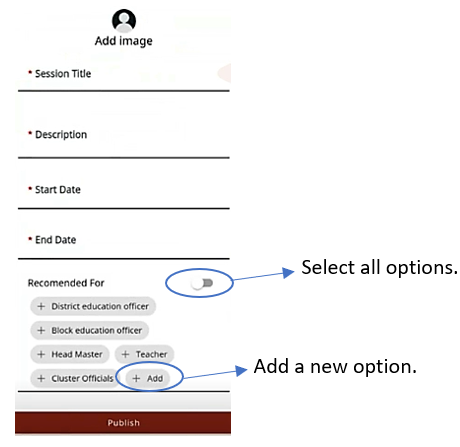 Add image
* Session Title
* Description
* Start Date
* End Date
Recomended For
Select all options.
+ District education officer
+ Block education officer
+ Head Master + Teacher
+ Cluster Officials + Add
Add a new option.
Publish